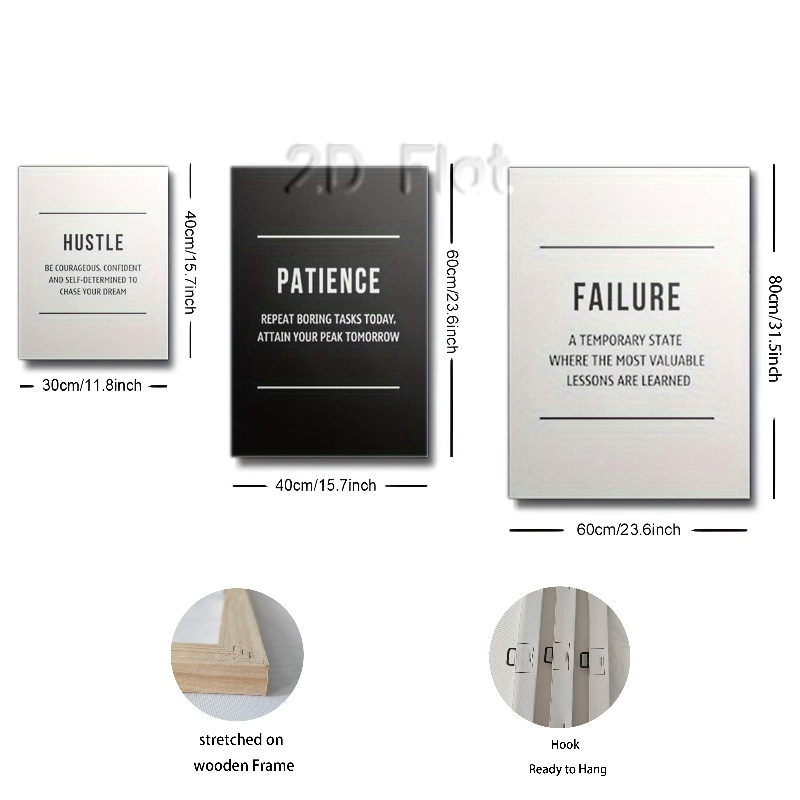 2D Flat
HUSTLE
BE COURAGEOUS, CONFIDENT
AND SELF-DETERMINED TO
CHASE YOUR DREAM
40cm/15.7inch
30cm/11.8inch
PATIENCE
REPEAT BORING TASKS TODAY,
ATTAIN YOUR PEAK TOMORROW
60cm/23.6inch
40cm/15.7inch
FAILURE
A TEMPORARY STATE
WHERE THE MOST VALUABLE
LESSONS ARE LEARNED
80cm/31.5inch
60cm/23.6inch
stretched on
wooden Frame
Hook
Ready to Hang